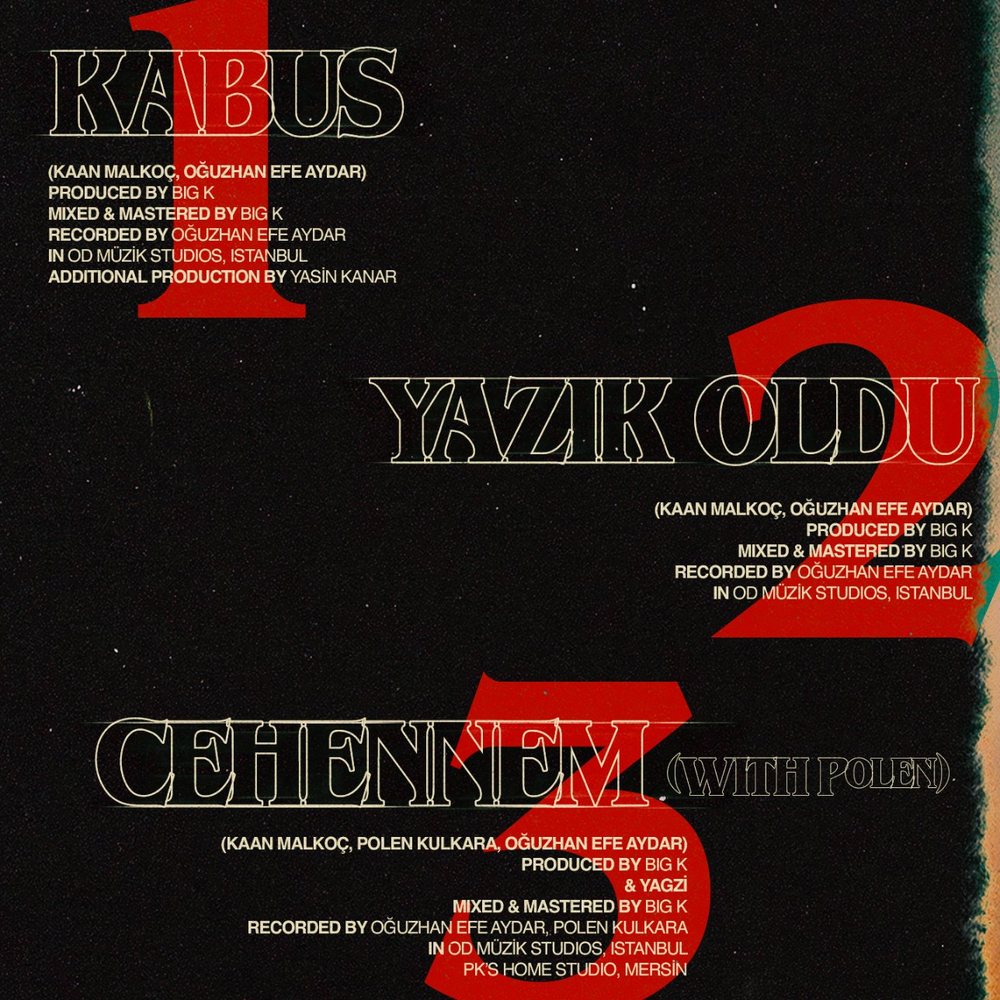 1
KABUS
(KAAN MALKOÇ, OĞUZHAN EFE AYDAR)
PRODUCED BY BIG K
MIXED & MASTERED BY BIG K
RECORDED BY OĞUZHAN EFE AYDAR
IN OD MÜZİK STUDIOS, ISTANBUL
ADDITIONAL PRODUCTION BY YASİN KANAR
2
YAZIK OLDU
(KAAN MALKOÇ, OĞUZHAN EFE AYDAR)
PRODUCED BY BIG K
MIXED & MASTERED BY BIG K
RECORDED BY OĞUZHAN EFE AYDAR
IN OD MÜZİK STUDIOS, ISTANBUL
3
CEHENNEM (WITH POLEN)
(KAAN MALKOÇ, POLEN KULKARA, OĞUZHAN EFE AYDAR)
PRODUCED BY BIG K
& YAGZİ
MIXED & MASTERED BY BIG K
RECORDED BY OĞUZHAN EFE AYDAR, POLEN KULKARA
IN OD MÜZİK STUDIOS, ISTANBUL
PK'S HOME STUDIO, MERSİN